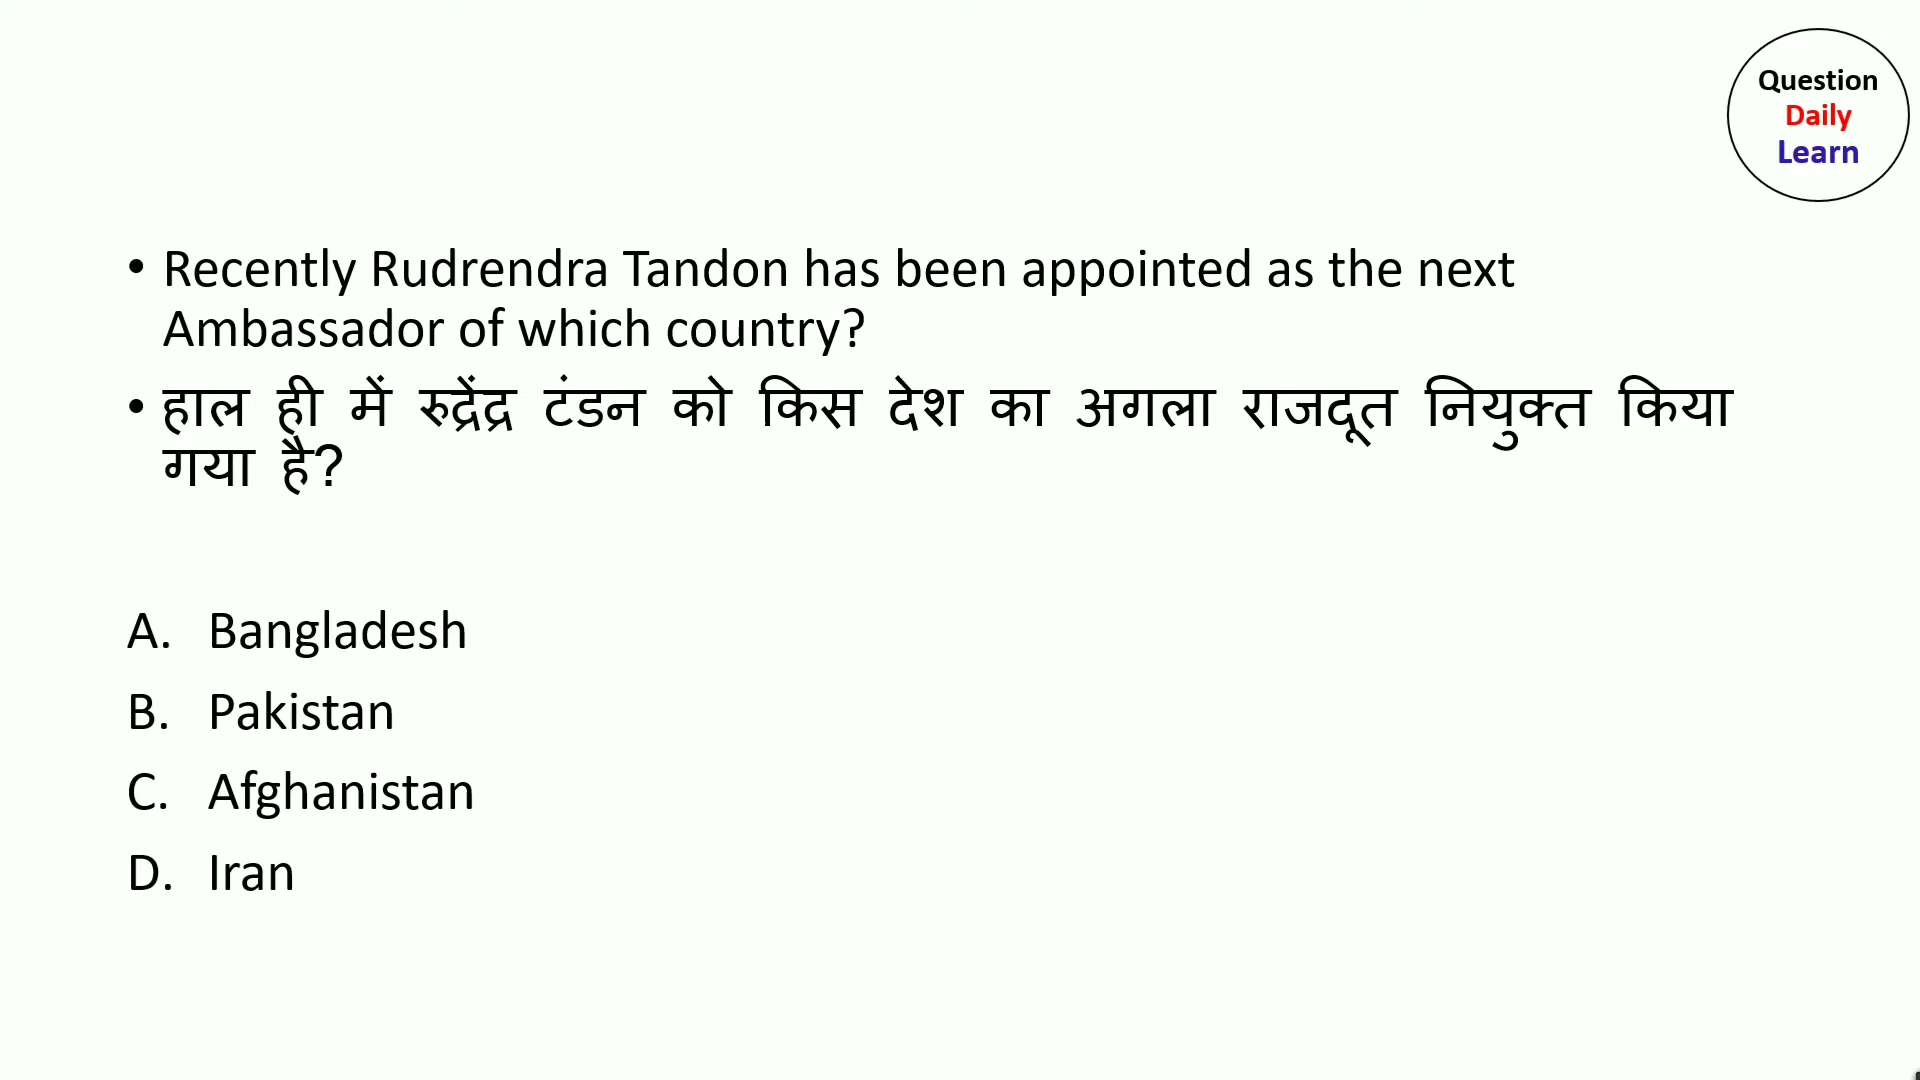 Question
Daily
Learn
• Recently Rudrendra Tandon has been appointed as the next
Ambassador of which country?
• हाल ही में रुद्रेंद्र टंडन को किस देश का अगला राजदूत नियुक्त किया
गया है?
A. Bangladesh
B. Pakistan
C. Afghanistan
D. Iran